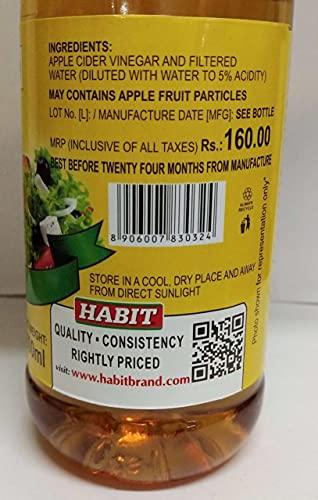 INGREDIENTS:
APPLE CIDER VINEGAR AND FILTERED
WATER (DILUTED WITH WATER TO 5% ACIDITY)
MAY CONTAINS APPLE FRUIT PARTICLES
LOT No. [L]: / MANUFACTURE DATE [MFG]: SEE BOTTLE
MRP (INCLUSIVE OF ALL TAXES) Rs.:160.00
BEST BEFORE TWENTY FOUR MONTHS FROM MANUFACTURE
8 906007 830324
ALWAYS
RECYCLE
STORE IN A COOL, DRY PLACE AND AWAY
FROM DIRECT SUNLIGHT
HABIT
QUALITY • CONSISTENCY
RIGHTLY PRICED
visit: www.habitbrand.com
Photo shown for representation only*